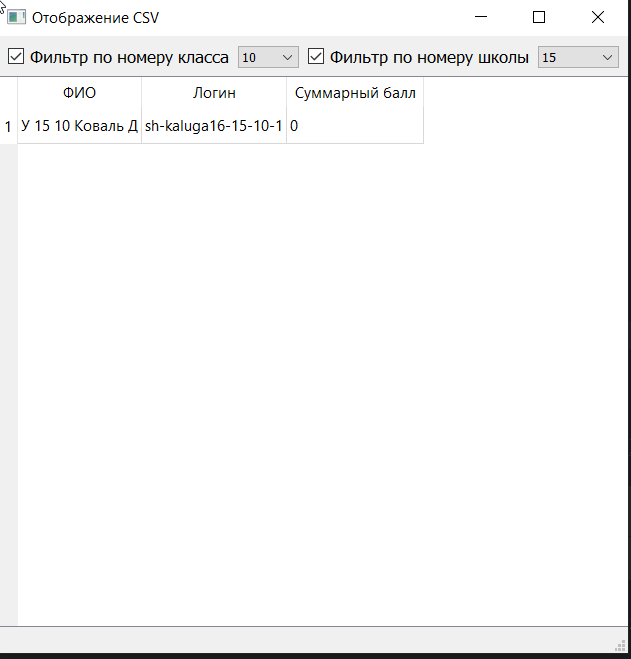 Отображение CSV
Фильтр по номеру класса 10 Фильтр по номеру школы 15
ФИО Логин Суммарный балл
1 У 15 10 Коваль Д sh-kaluga16-15-10-1 0